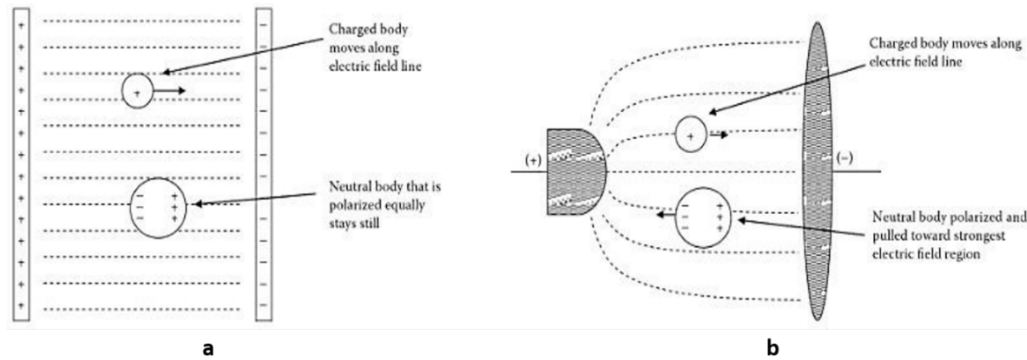 Charged body
moves along
electric field line
Neutral body that is
polarized equally
stays still
a
Charged body moves along
electric field line
(+)
(−)
Neutral body polarized and
pulled toward strongest
electric field region
b